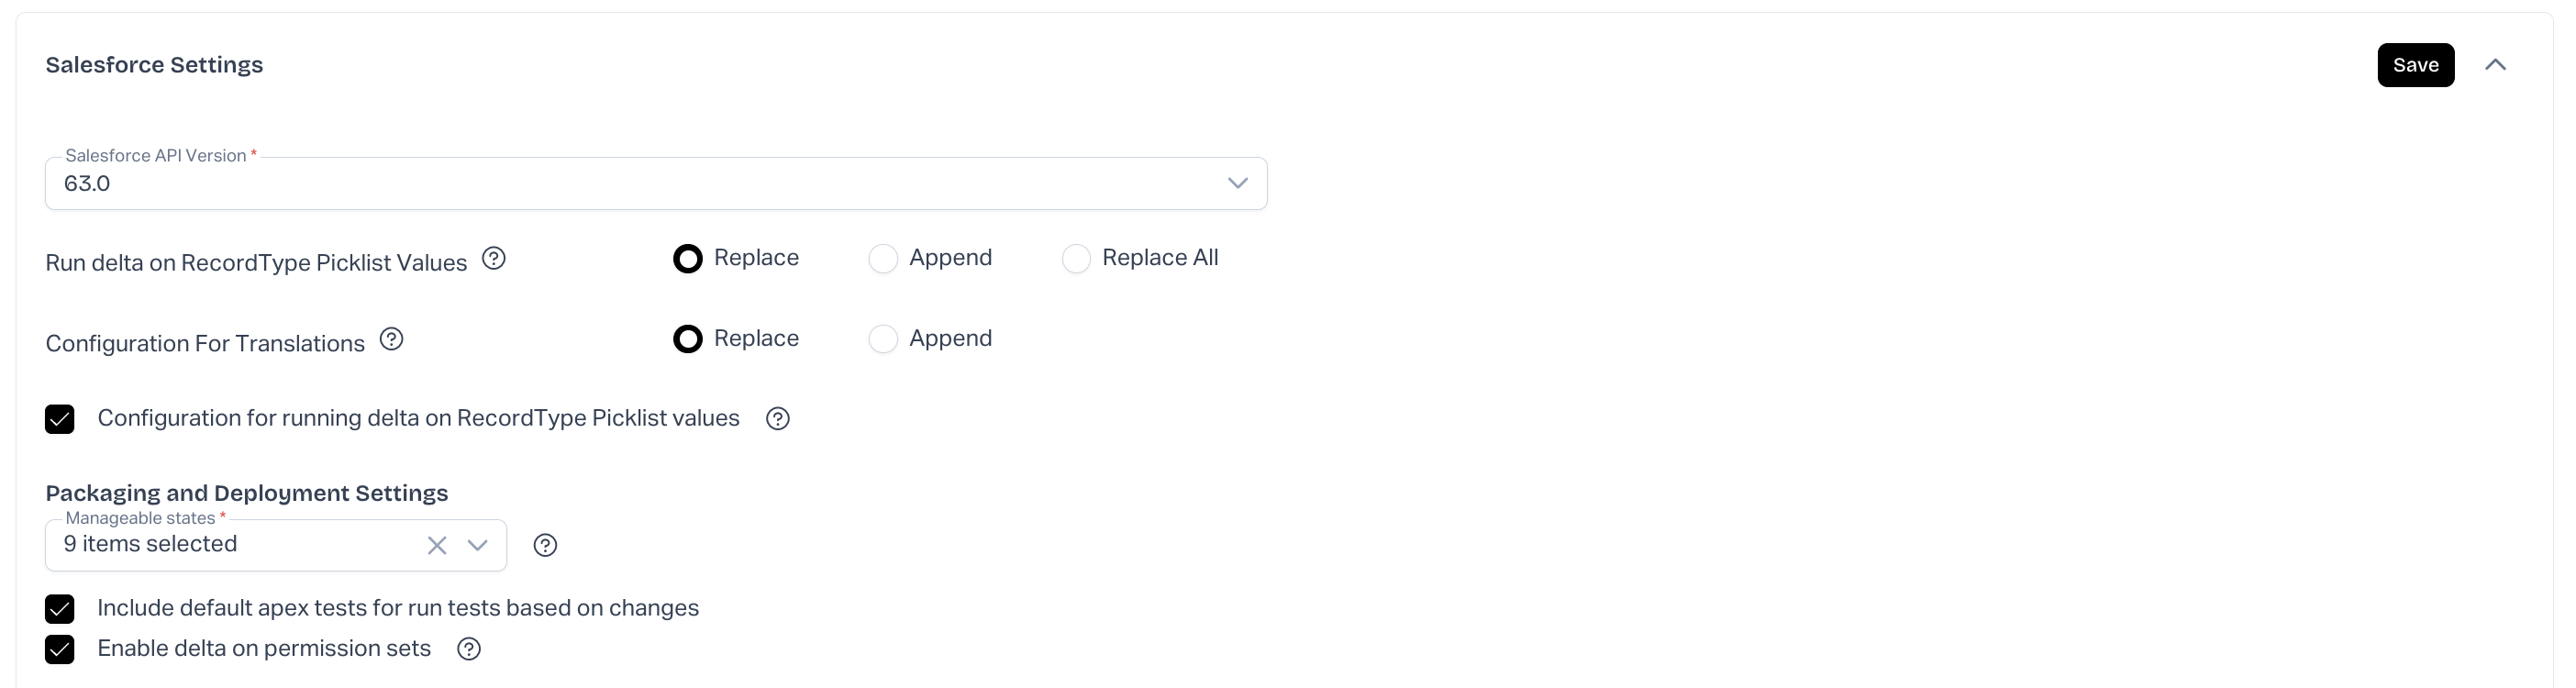 Salesforce Settings
Save
Salesforce API Version *
63.0
Run delta on RecordType Picklist Values ? Replace Append Replace All
Configuration For Translations ? Replace Append
Configuration for running delta on RecordType Picklist values ?
Packaging and Deployment Settings
Manageable states *
9 items selected ?
Include default apex tests for run tests based on changes
Enable delta on permission sets ?